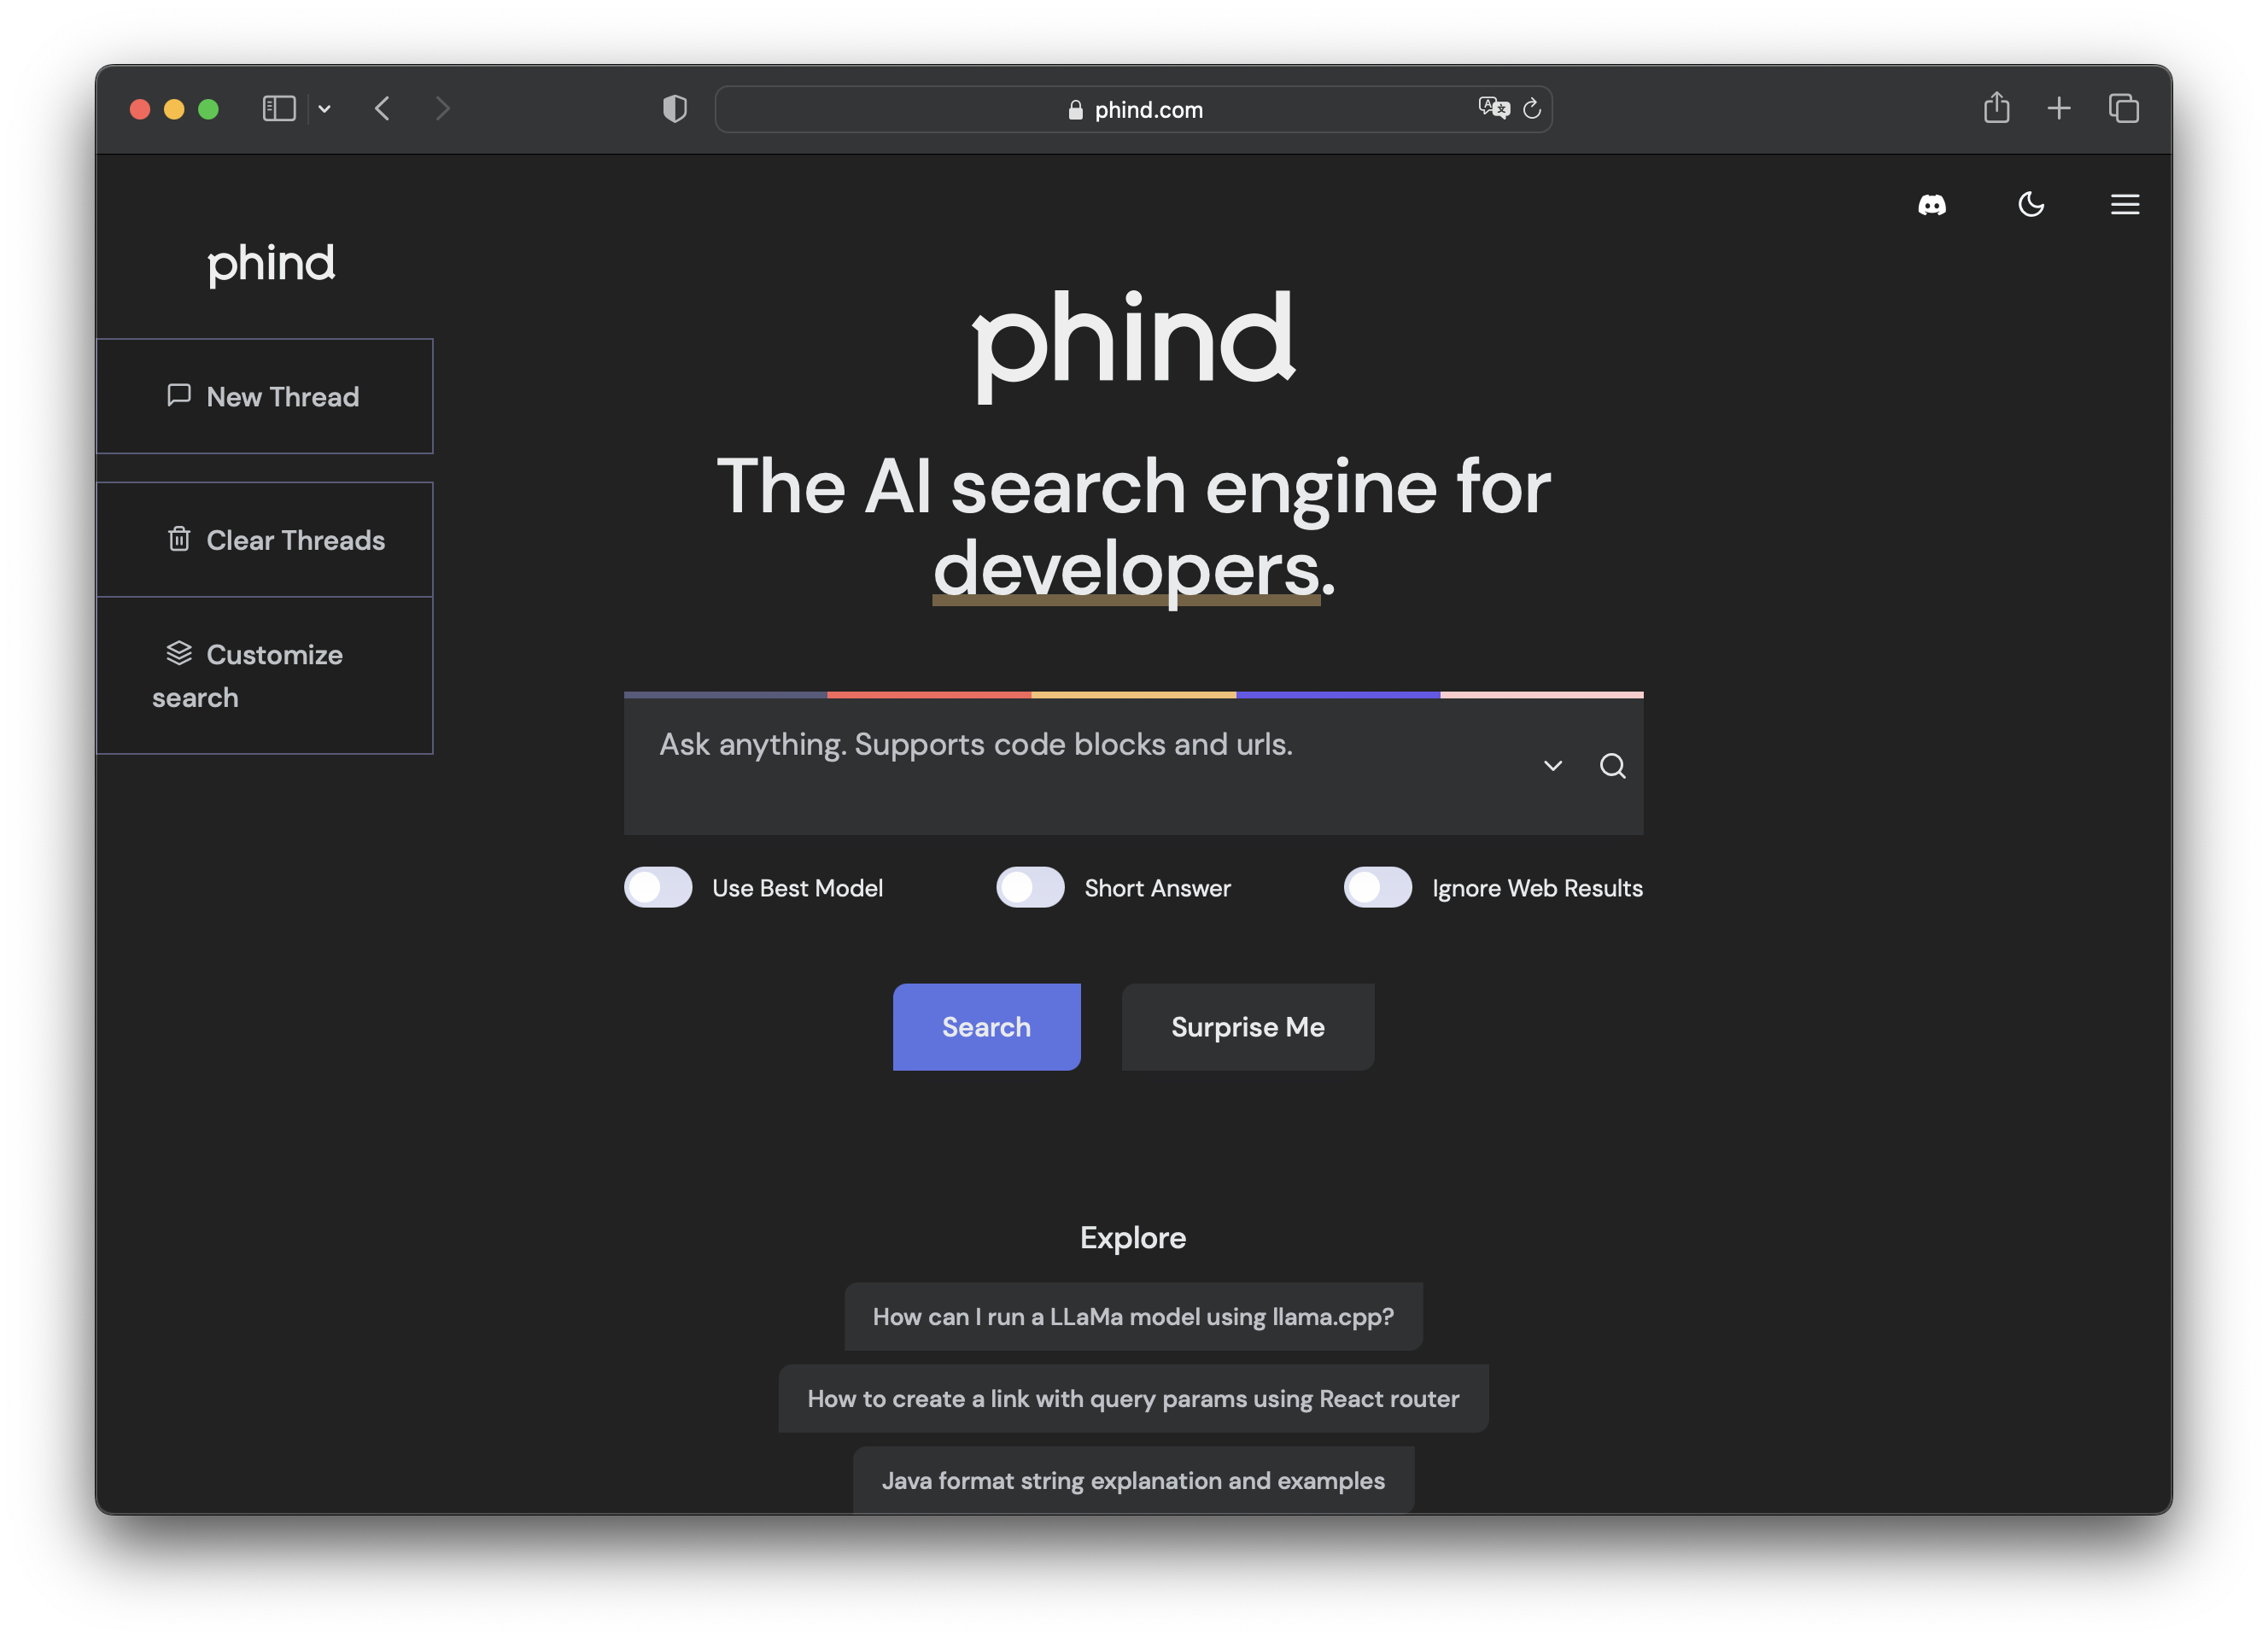 phind.com
phind
New Thread
Clear Threads
Customize
search
phind
The AI search engine for
developers.
Ask anything. Supports code blocks and urls.
Use Best Model
Short Answer
Ignore Web Results
Search
Surprise Me
Explore
How can I run a LLaMa model using llama.cpp?
How to create a link with query params using React router
Java format string explanation and examples